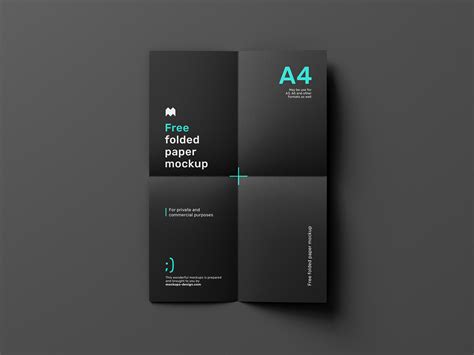 Free
folded
paper
mockup
A4
May be use for
A3, A5 and other
formats as well
For private and
commercial purposes
;)
This wonderful mockups is prepared
and brought to you by
mockups-design.com
Free folded paper mockup